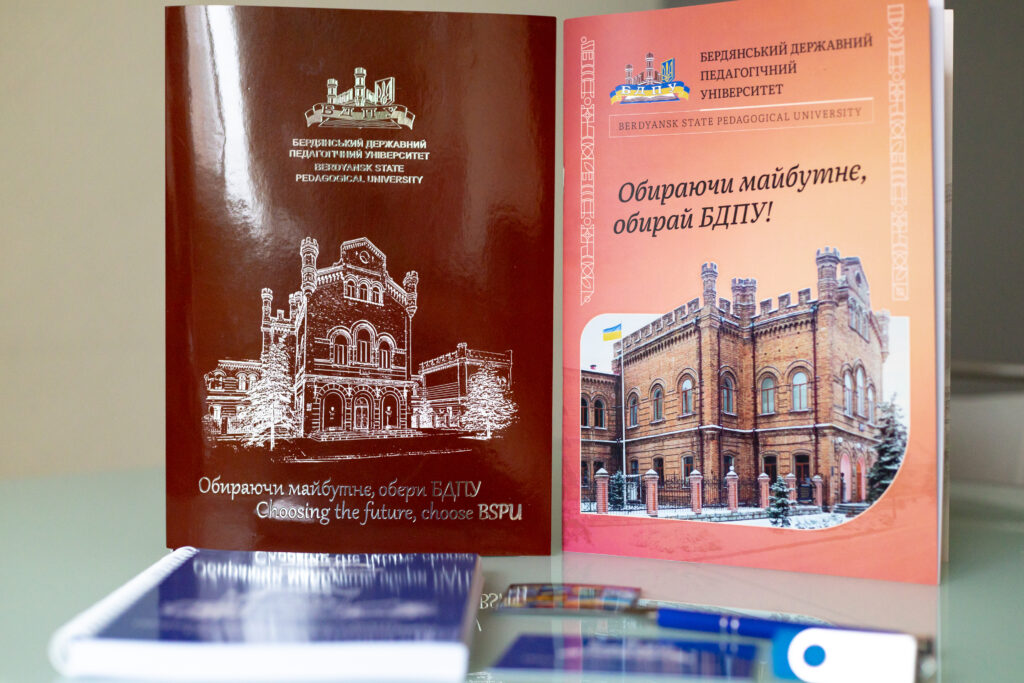 БДПУ
БЕРДЯНСЬКИЙ ДЕРЖАВНИЙ
ПЕДАГОГІЧНИЙ УНІВЕРСИТЕТ
BERDYANSK STATE
PEDAGOGICAL UNIVERSITY
Обираючи майбутнє, обери БДПУ
Choosing the future, choose BSPU
БДПУ
БЕРДЯНСЬКИЙ ДЕРЖАВНИЙ
ПЕДАГОГІЧНИЙ
УНІВЕРСИТЕТ
BERDYANSK STATE PEDAGOGICAL UNIVERSITY
Обираючи майбутнє,
обирай БДПУ!